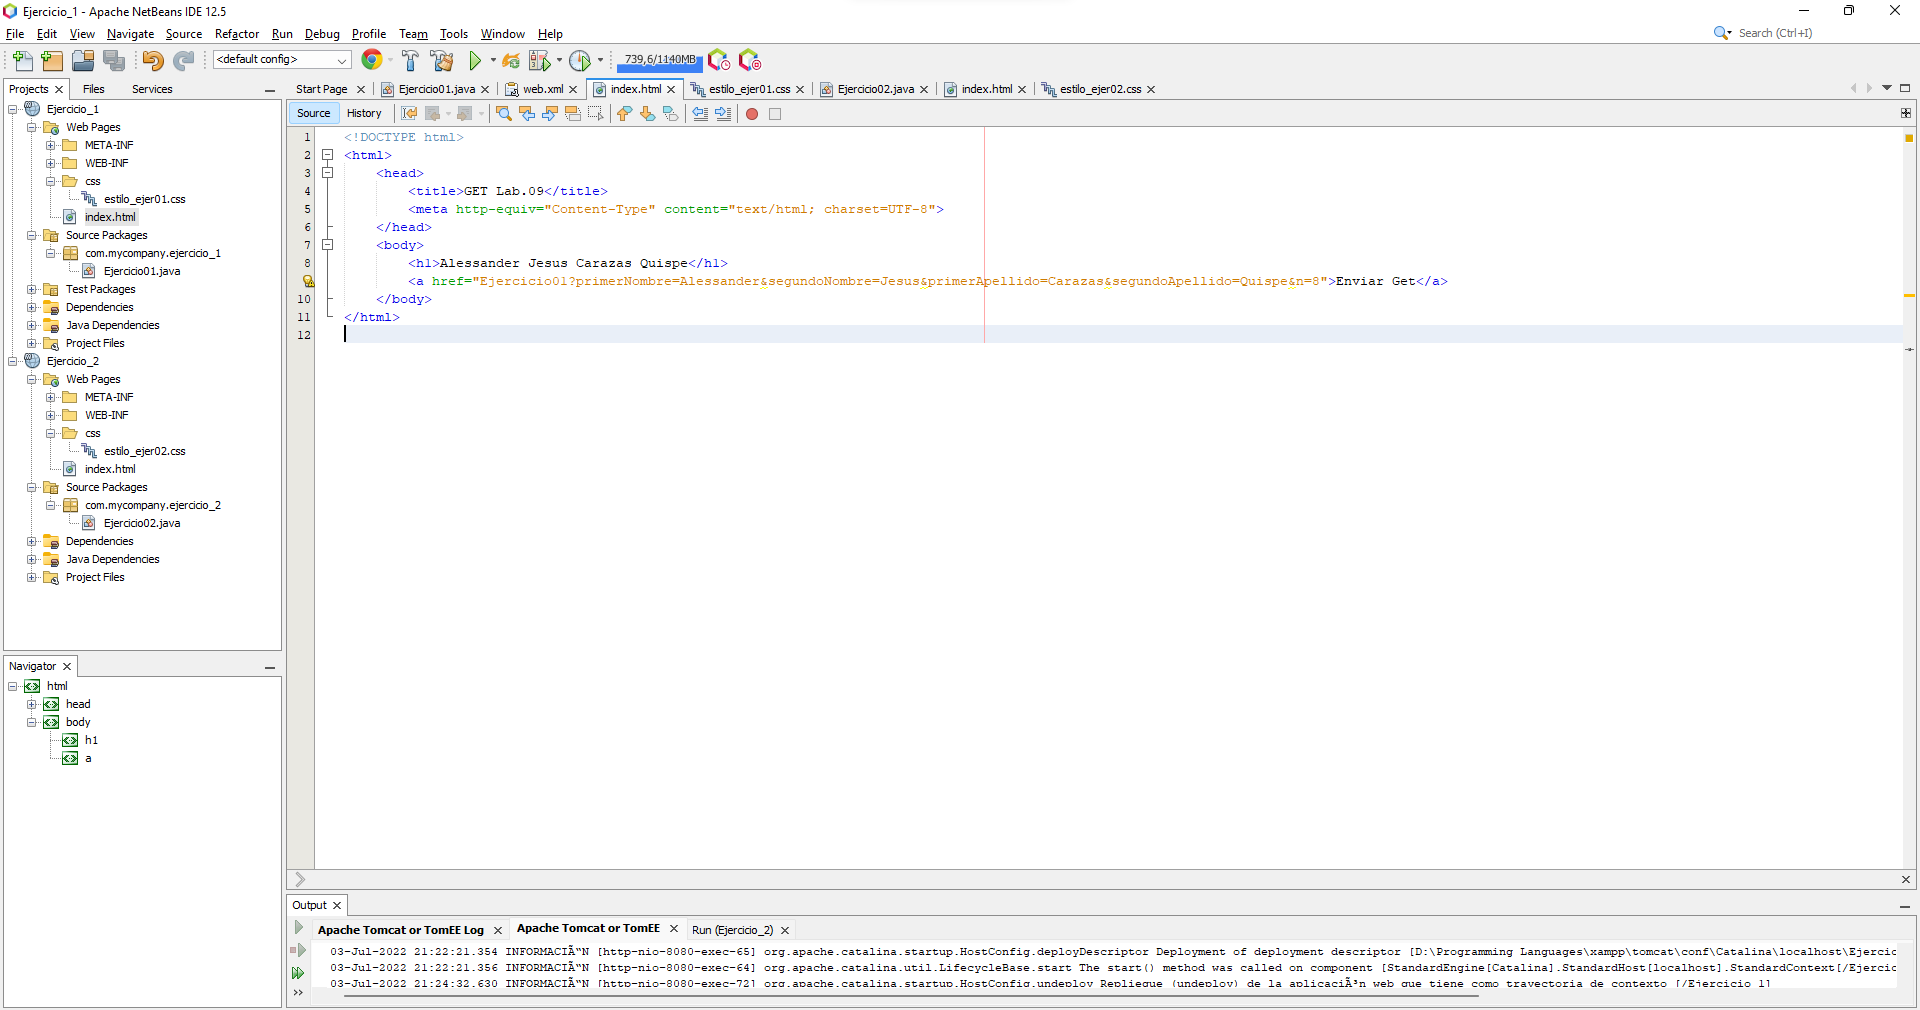 Ejercicio_1 - Apache NetBeans IDE 12.5
File Edit View Navigate Source Refactor Run Debug Profile Team Tools Window Help
Search (Ctrl+I)
<default config>
739,6/1140MB
Projects Files Services
Start Page Ejercicio01.java web.xml index.html estilo_ejer01.css Ejercicio02.java index.html estilo_ejer02.css
Source History
Ejercicio_1
Web Pages
META-INF
WEB-INF
css
estilo_ejer01.css
index.html
Source Packages
com.mycompany.ejercicio_1
Ejercicio01.java
Test Packages
Dependencies
Java Dependencies
Project Files
Ejercicio_2
Web Pages
META-INF
WEB-INF
css
estilo_ejer02.css
index.html
Source Packages
com.mycompany.ejercicio_2
Ejercicio02.java
Dependencies
Java Dependencies
Project Files
1 <!DOCTYPE html>
2 <html>
3 <head>
4 <title>GET Lab.09</title>
5 <meta http-equiv="Content-Type" content="text/html; charset=UTF-8">
6 </head>
7 <body>
8 <h1>Alessander Jesus Carazas Quispe</h1>
<a href="Ejercicio01?primerNombre=Alessander&segundoNombre=Jesus&primerApellido=Carazas&segundoApellido=Quispe&n=8">Enviar Get</a>
10 </body>
11 </html>
12
Navigator
html
head
body
h1
a
Output
Apache Tomcat or TomEE Log Apache Tomcat or TomEE Run (Ejercicio_2)
03-Jul-2022 21:22:21.354 INFORMACIÃ“N [http-nio-8080-exec-65] org.apache.catalina.startup.HostConfig.deployDescriptor Deployment of deployment descriptor [D:\Programming Languages\xampp\tomcat\conf\Catalina\localhost\Ejercic
03-Jul-2022 21:22:21.356 INFORMACIÃ“N [http-nio-8080-exec-64] org.apache.catalina.util.LifecycleBase.start The start() method was called on component [StandardEngine[Catalina].StandardHost[localhost].StandardContext[/Ejercic
03-Jul-2022 21:24:32.630 INFORMACIÃ“N [http-nio-8080-exec-72] org.apache.catalina.startup.HostConfig.undeploy Repliegue (undeploy) de la aplicaciÃ³n web que tiene como trayectoria de contexto [/Ejercicio_1]